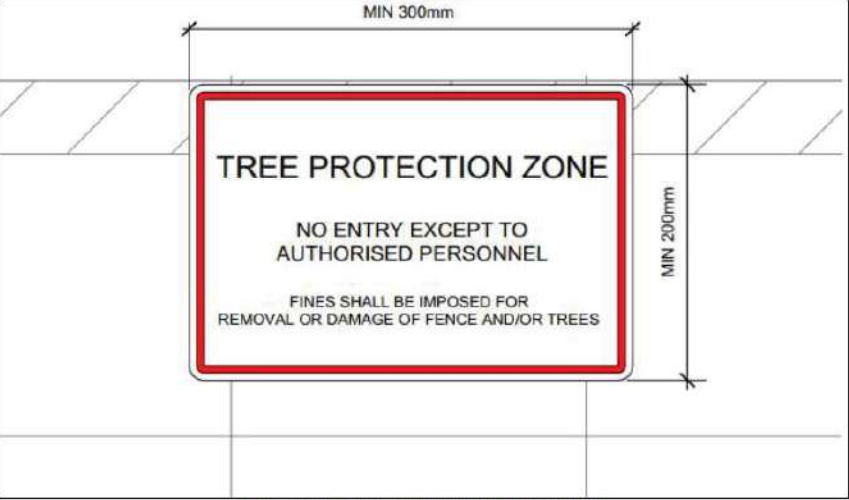 MIN 300mm
TREE PROTECTION ZONE
NO ENTRY EXCEPT TO
AUTHORISED PERSONNEL
FINES SHALL BE IMPOSED FOR
REMOVAL OR DAMAGE OF FENCE AND/OR TREES
MIN 200mm